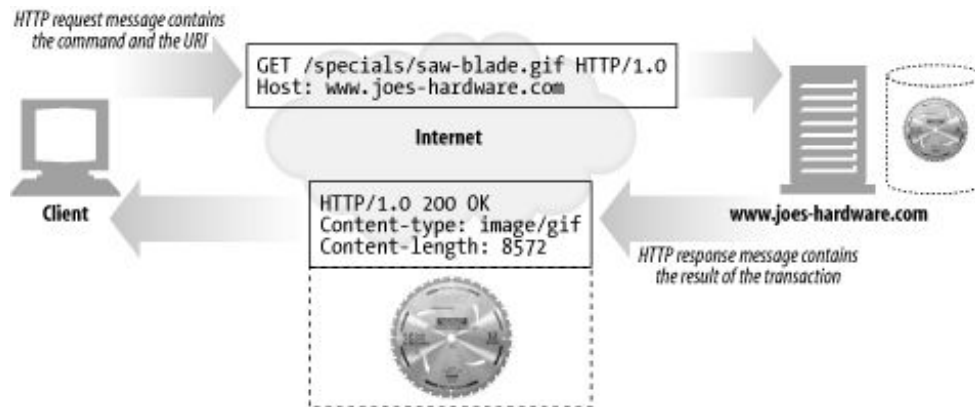 HTTP request message contains
the command and the URI
GET /specials/saw-blade.gif HTTP/1.0
Host: www.joes-hardware.com
Internet
Client
www.joes-hardware.com
HTTP/1.0 200 OK
Content-type: image/gif
Content-length: 8572
HTTP response message contains
the result of the transaction